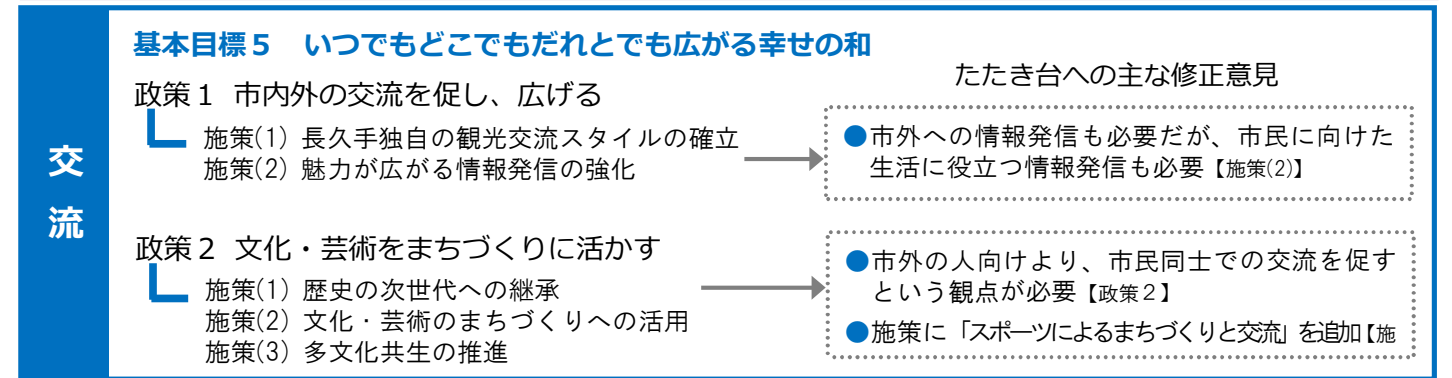 交流
基本目標５　いつでもどこでもだれとでも広がる幸せの和
政策１ 市内外の交流を促し、広げる
施策(1) 長久手独自の観光交流スタイルの確立
施策(2) 魅力が広がる情報発信の強化
たたき台への主な修正意見
●市外への情報発信も必要だが、市民に向けた
生活に役立つ情報発信も必要【施策(2)】
政策２ 文化・芸術をまちづくりに活かす
施策(1) 歴史の次世代への継承
施策(2) 文化・芸術のまちづくりへの活用
施策(3) 多文化共生の推進
●市外の人向けより、市民同士での交流を促す
という観点が必要【政策２】
●施策に「スポーツによるまちづくりと交流」を追加【施